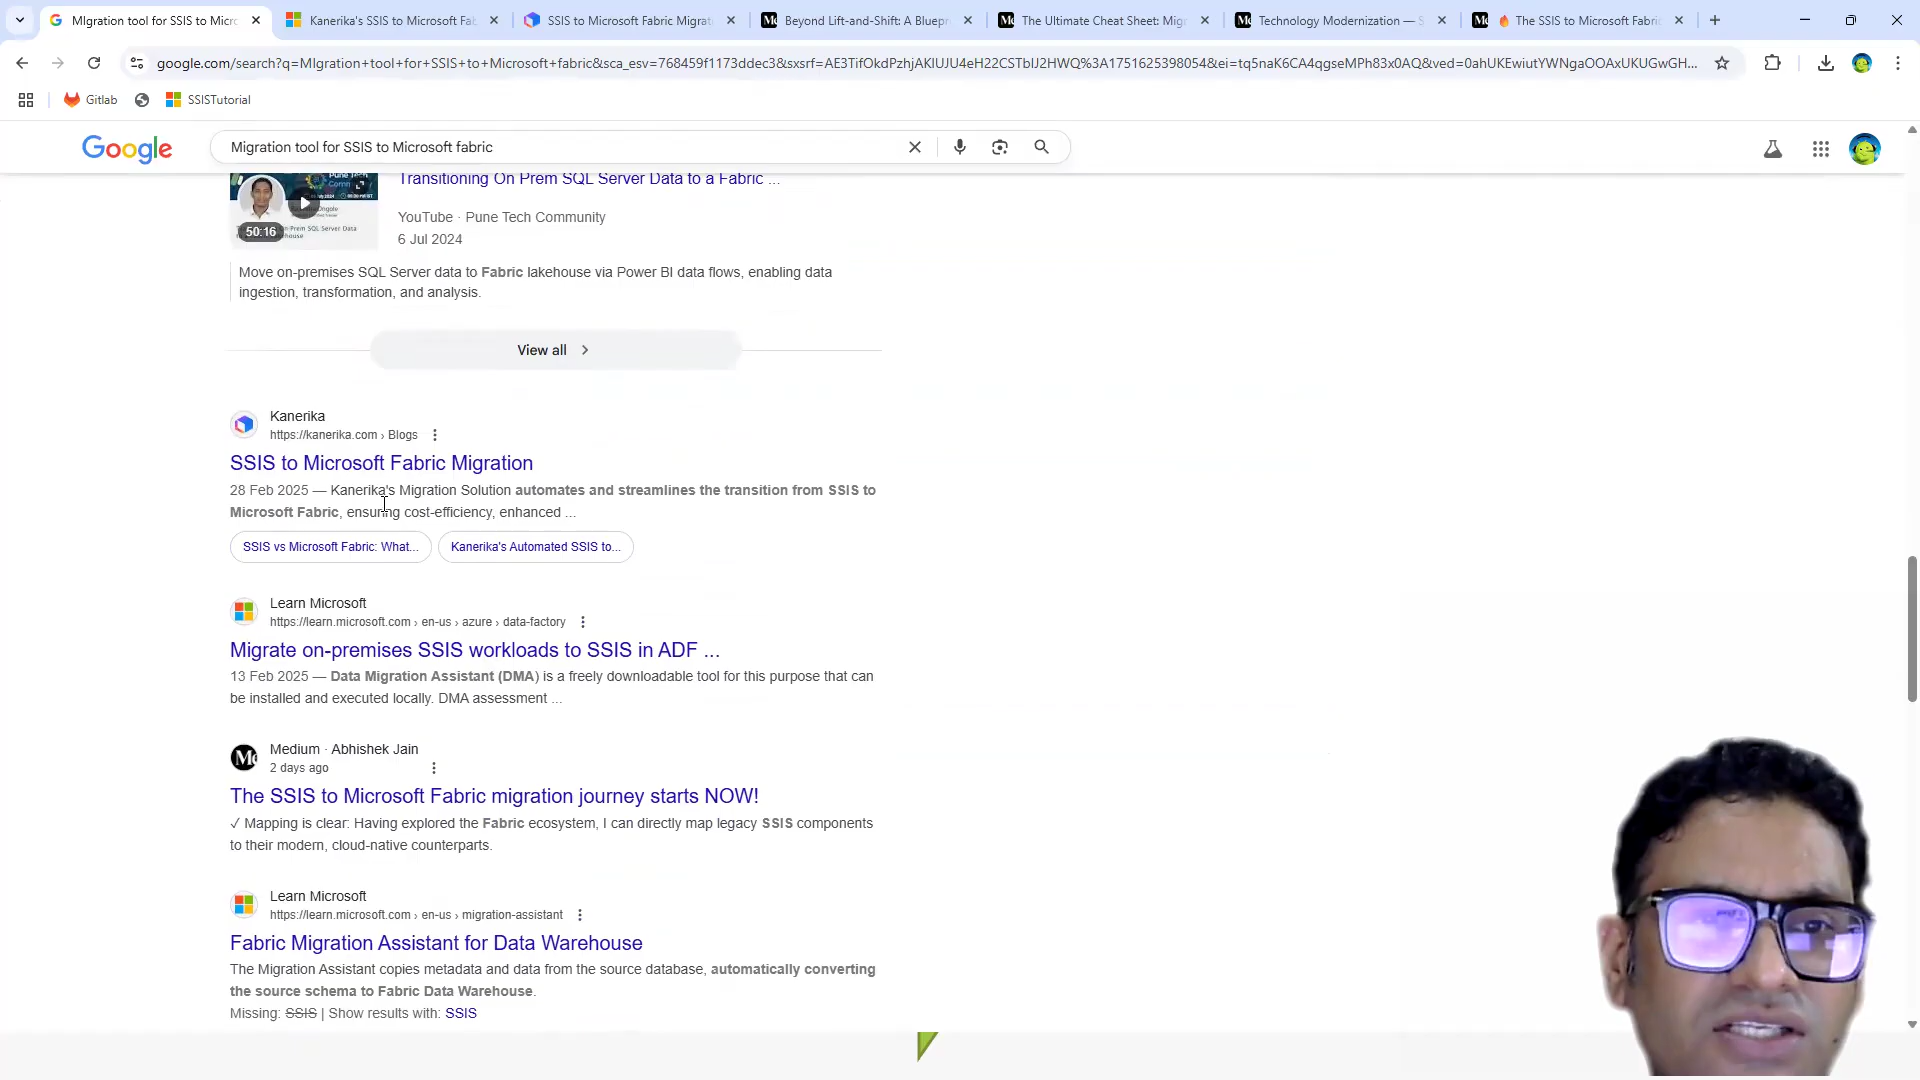 MIgration tool for SSIS to Micro
Kanerika's SSIS to Microsoft Fab
SSIS to Microsoft Fabric Migrati
Beyond Lift-and-Shift: A Bluepr
The Ultimate Cheat Sheet: Mig
Technology Modernization — S
🔥 The SSIS to Microsoft Fabric
google.com/search?q=MIgration+tool+for+SSIS+to+Microsoft+fabric&sca_esv=768459f1173ddec3&sxsrf=AE3TifOkdPzhjAKlUJU4eH22CSTblJ2HWQ%3A1751625398054&ei=tq5naK6CA4qgseMPh83x0AQ&ved=0ahUKEwiutYWNgaOOAxUKUGwGH...
Gitlab
SSISTutorial
Google
Migration tool for SSIS to Microsoft fabric
Transitioning On Prem SQL Server Data to a Fabric ...
YouTube · Pune Tech Community
50:16
6 Jul 2024
Move on-premises SQL Server data to Fabric lakehouse via Power BI data flows, enabling data
ingestion, transformation, and analysis.
View all
Kanerika
https://kanerika.com › Blogs
SSIS to Microsoft Fabric Migration
28 Feb 2025 — Kanerika's Migration Solution automates and streamlines the transition from SSIS to
Microsoft Fabric, ensuring cost-efficiency, enhanced ...
SSIS vs Microsoft Fabric: What...
Kanerika's Automated SSIS to...
Learn Microsoft
https://learn.microsoft.com › en-us › azure › data-factory
Migrate on-premises SSIS workloads to SSIS in ADF ...
13 Feb 2025 — Data Migration Assistant (DMA) is a freely downloadable tool for this purpose that can
be installed and executed locally. DMA assessment ...
Medium · Abhishek Jain
2 days ago
The SSIS to Microsoft Fabric migration journey starts NOW!
✓ Mapping is clear: Having explored the Fabric ecosystem, I can directly map legacy SSIS components
to their modern, cloud-native counterparts.
Learn Microsoft
https://learn.microsoft.com › en-us › migration-assistant
Fabric Migration Assistant for Data Warehouse
The Migration Assistant copies metadata and data from the source database, automatically converting
the source schema to Fabric Data Warehouse.
Missing: SSIS | Show results with: SSIS